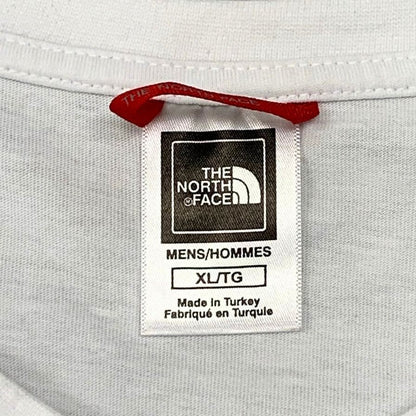 THE NORTH FACE
THE
NORTH
FACE
MENS/HOMMES
XL/TG
Made in Turkey
Fabriqué en Turquie